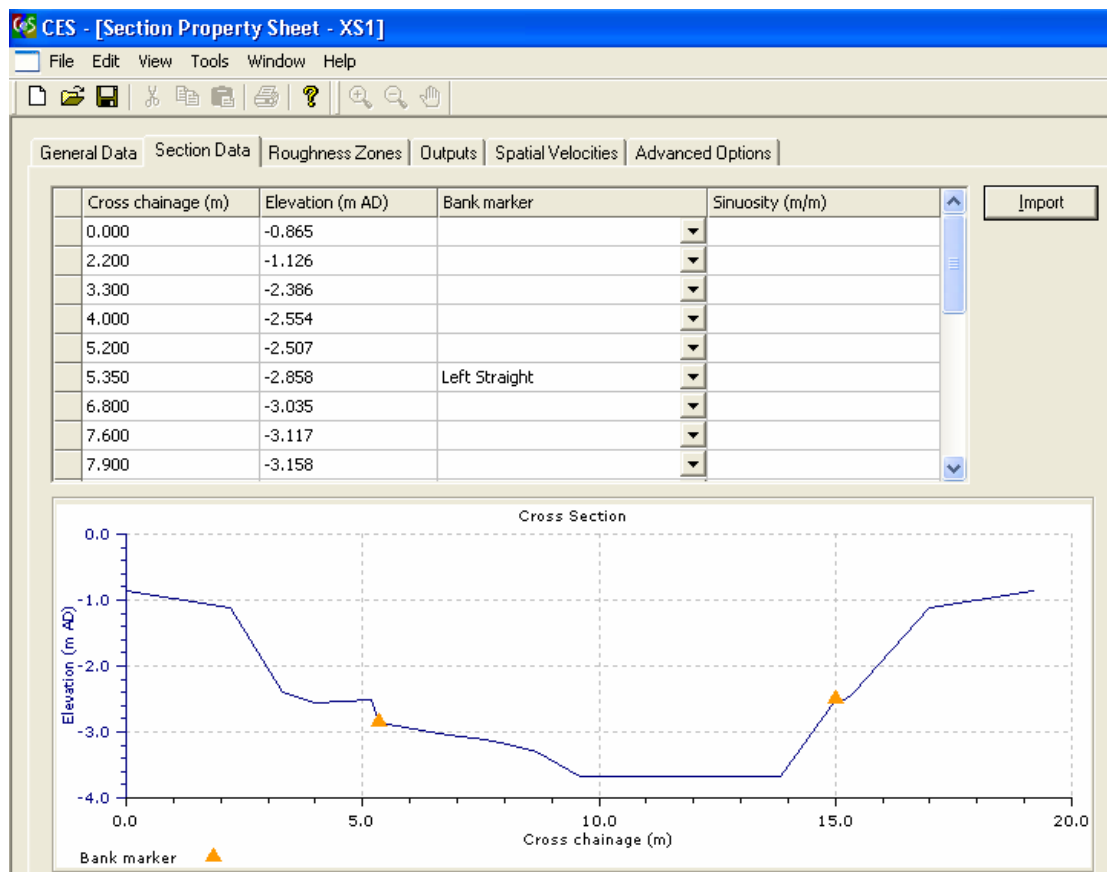 CES - [Section Property Sheet - XS1]
File Edit View Tools Window Help
General Data Section Data Roughness Zones Outputs Spatial Velocities Advanced Options
Cross chainage (m) Elevation (m AD) Bank marker Sinuosity (m/m) Import
0.000 -0.865
2.200 -1.126
3.300 -2.386
4.000 -2.554
5.200 -2.507
5.350 -2.858 Left Straight
6.800 -3.035
7.600 -3.117
7.900 -3.158
Cross Section
0.0
-1.0
-2.0
-3.0
-4.0
Elevation (m AD)
0.0 5.0 10.0 15.0 20.0
Cross chainage (m)
Bank marker